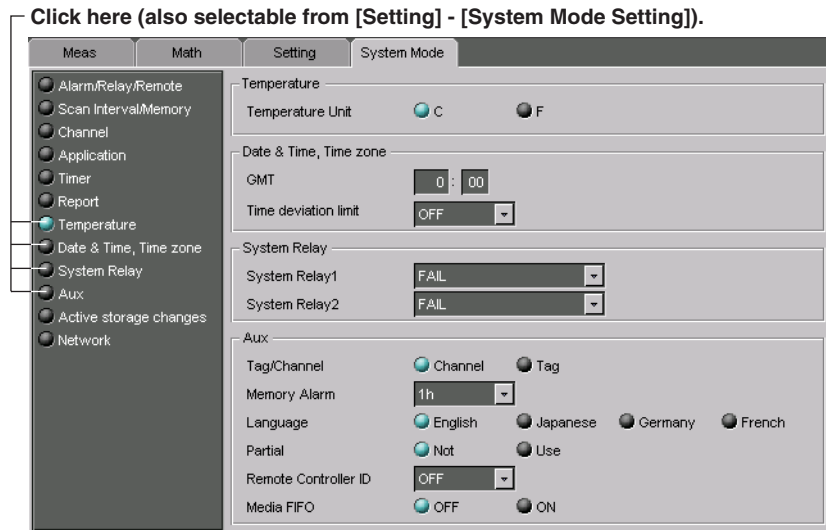 Click here (also selectable from [Setting] - [System Mode Setting]).
Meas Math Setting System Mode
Alarm/Relay/Remote
Scan Interval/Memory
Channel
Application
Timer
Report
Temperature
Date & Time, Time zone
System Relay
Aux
Active storage changes
Network
Temperature
Temperature Unit C F
Date & Time, Time zone
GMT 0 : 00
Time deviation limit OFF
System Relay
System Relay1 FAIL
System Relay2 FAIL
Aux
Tag/Channel Channel Tag
Memory Alarm 1h
Language English Japanese Germany French
Partial Not Use
Remote Controller ID OFF
Media FIFO OFF ON